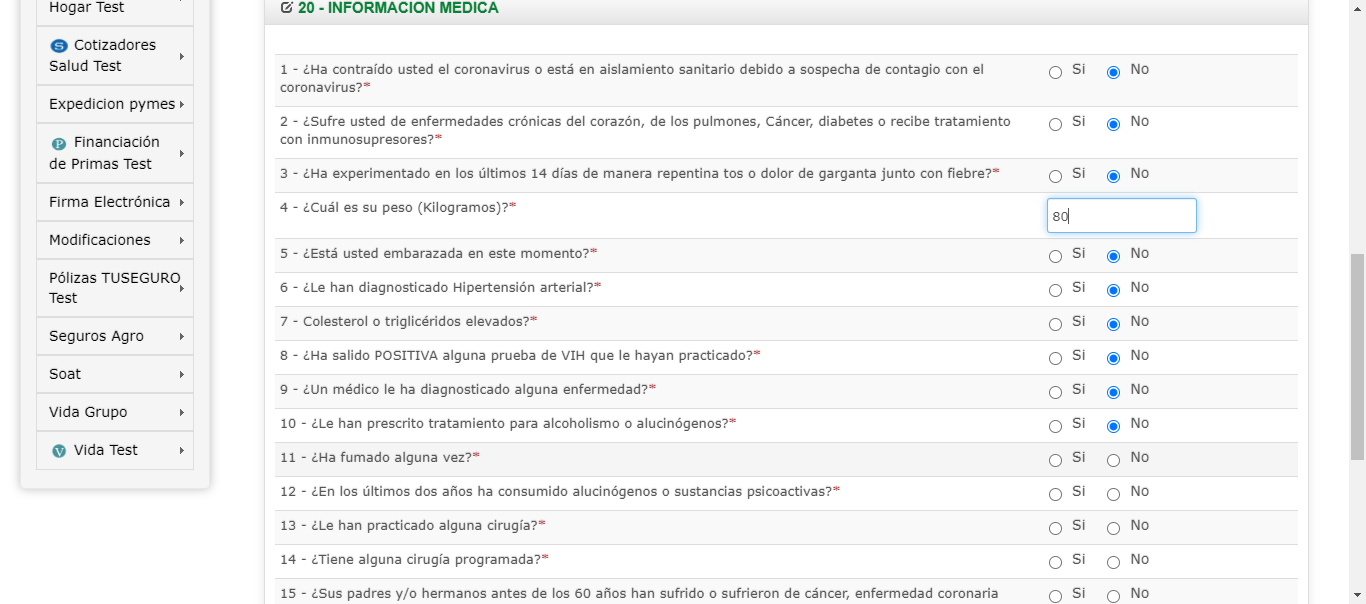 Hogar Test
Cotizadores
Salud Test
Expedicion pymes
Financiación
de Primas Test
Firma Electrónica
Modificaciones
Pólizas TUSEGURO
Test
Seguros Agro
Soat
Vida Grupo
Vida Test
20 - INFORMACION MEDICA
1 - ¿Ha contraído usted el coronavirus o está en aislamiento sanitario debido a sospecha de contagio con el
coronavirus?*
Si No
2 - ¿Sufre usted de enfermedades crónicas del corazón, de los pulmones, Cáncer, diabetes o recibe tratamiento
con inmunosupresores?*
Si No
3 - ¿Ha experimentado en los últimos 14 días de manera repentina tos o dolor de garganta junto con fiebre?*
Si No
4 - ¿Cuál es su peso (Kilogramos)?*
80
5 - ¿Está usted embarazada en este momento?*
Si No
6 - ¿Le han diagnosticado Hipertensión arterial?*
Si No
7 - Colesterol o triglicéridos elevados?*
Si No
8 - ¿Ha salido POSITIVA alguna prueba de VIH que le hayan practicado?*
Si No
9 - ¿Un médico le ha diagnosticado alguna enfermedad?*
Si No
10 - ¿Le han prescrito tratamiento para alcoholismo o alucinógenos?*
Si No
11 - ¿Ha fumado alguna vez?*
Si No
12 - ¿En los últimos dos años ha consumido alucinógenos o sustancias psicoactivas?*
Si No
13 - ¿Le han practicado alguna cirugía?*
Si No
14 - ¿Tiene alguna cirugía programada?*
Si No
15 - ¿Sus padres y/o hermanos antes de los 60 años han sufrido o sufrieron de cáncer, enfermedad coronaria
Si No